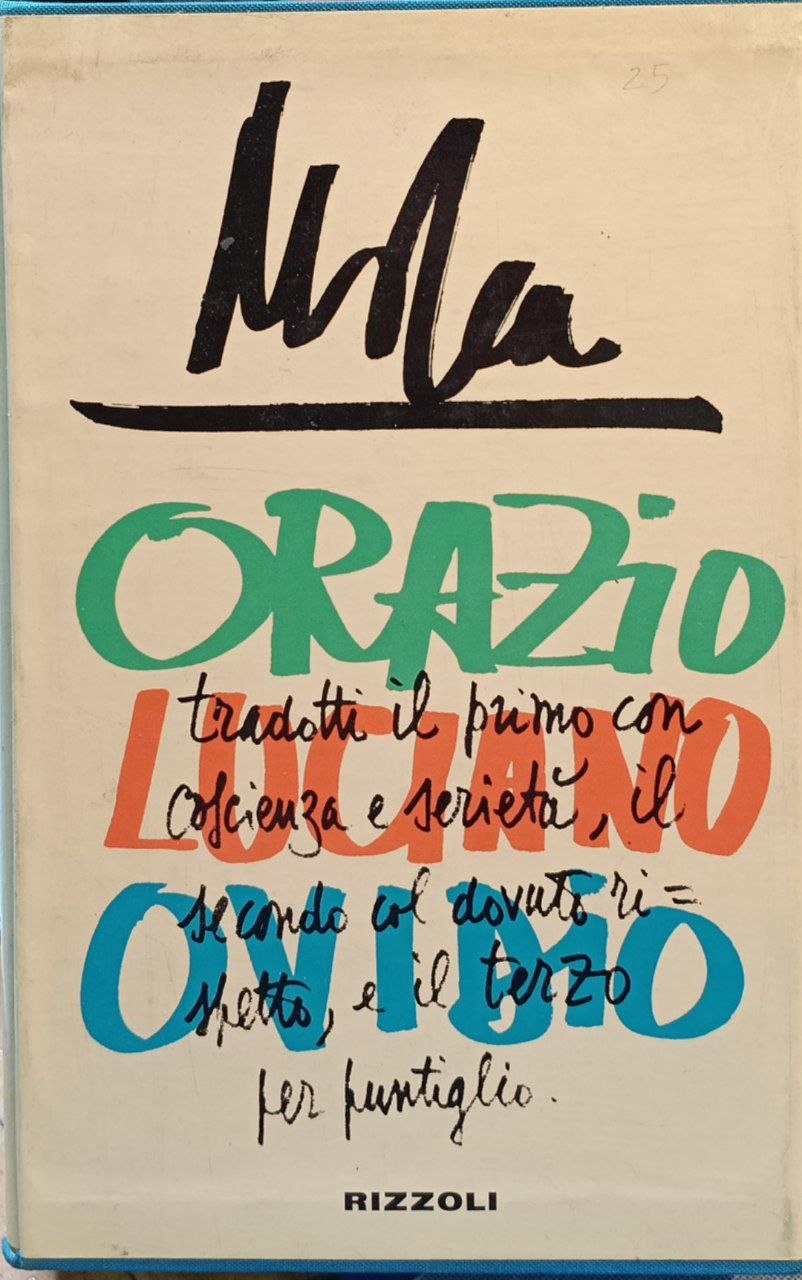 25
Mosca
ORAZiO
LUCIANO
OViDiO
tradotti il primo con
coscienza e serietà, il
secondo col dovuto ri=
spetto, e il terzo
per puntiglio.
RIZZOLI